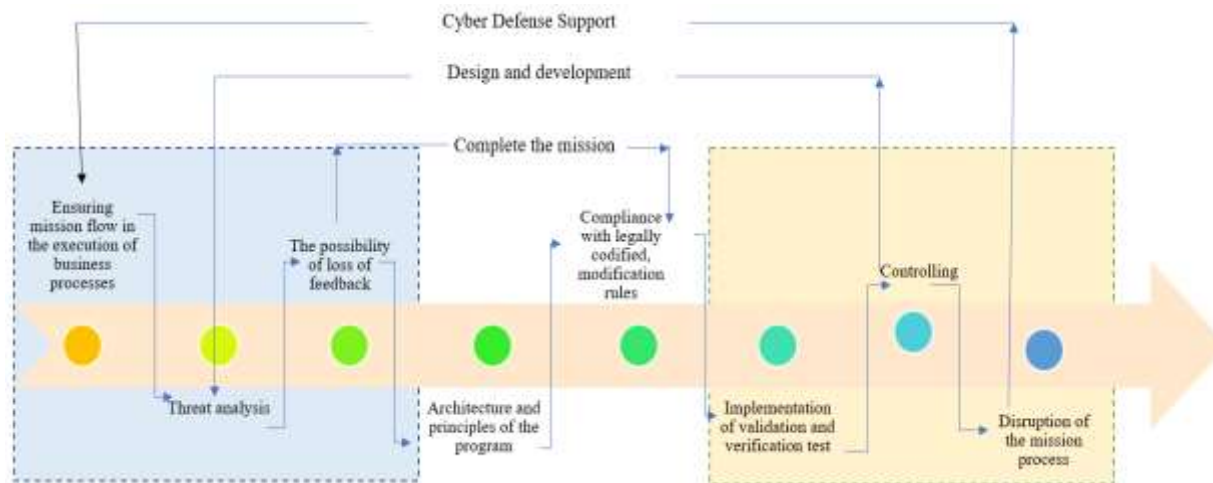 Cyber Defense Support
Design and development
Complete the mission
Ensuring
mission flow in
the execution of
business
processes
The possibility
of loss of
feedback
Compliance
with legally
codified,
modification
rules
Controlling
Threat analysis
Architecture and
principles of the
program
Implementation
of validation and
verification test
Disruption of
the mission
process